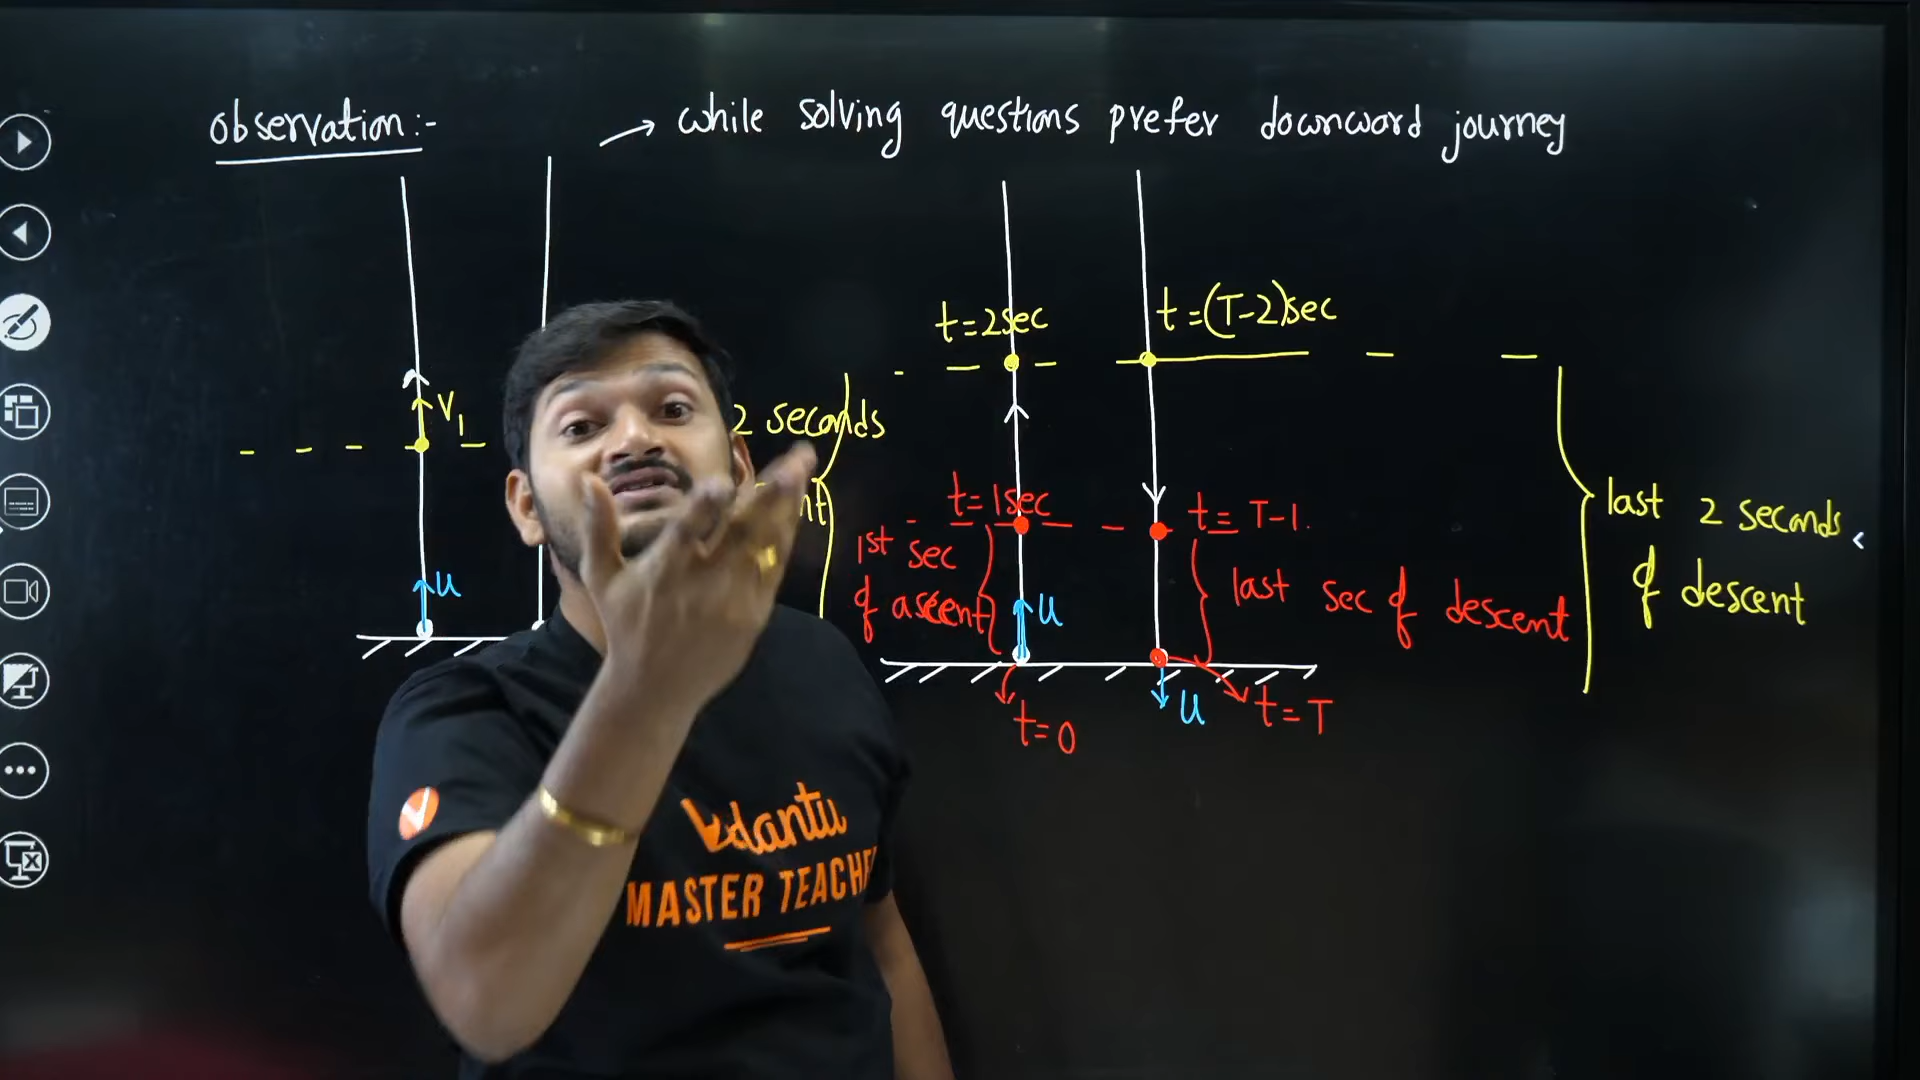 observation :-
→ while solving questions prefer downward journey
t=2sec
t=(T-2)sec
V₁
2 seconds
t=1sec
t=T-1.
1st sec
of ascent
last sec of descent
last 2 seconds
of descent
u
u
u
t=0
t=T
Vedantu
MASTER TEACHE